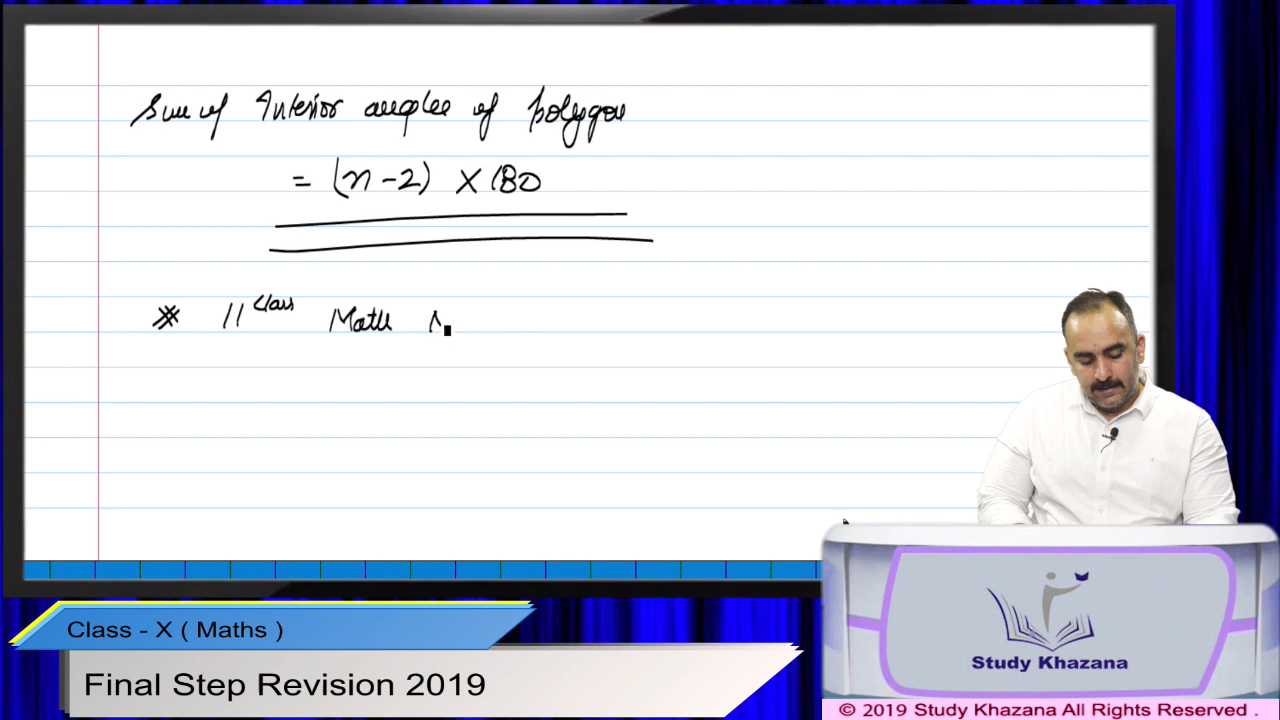 Sum of Interior angles of polygon
= (n-2) × 180
* 11 Class Math N
Class - X ( Maths )
Final Step Revision 2019
Study Khazana
© 2019 Study Khazana All Rights Reserved .